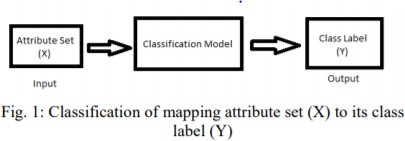 Attribute Set
(X)
Classification Model
Class Label
(Y)
Input
Output
Fig. 1: Classification of mapping attribute set (X) to its class
label (Y)